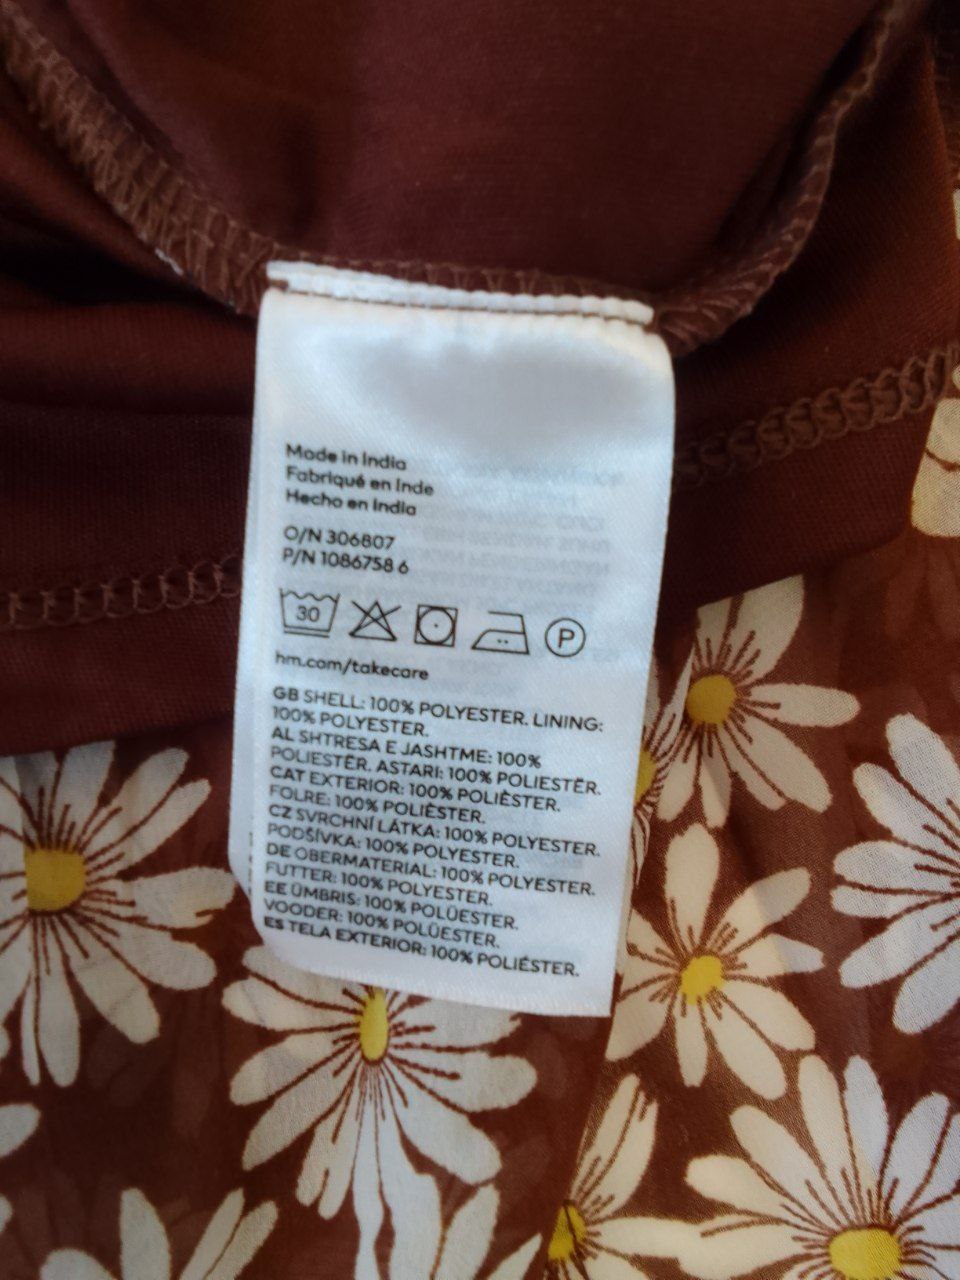 Made in India
Fabriqué en Inde
Hecho en India
O/N 306807
P/N 1086758 6
30
P
hm.com/takecare
GB SHELL: 100% POLYESTER. LINING:
100% POLYESTER.
AL SHTRESA E JASHTME: 100%
POLIESTËR. ASTARI: 100% POLIESTËR.
CAT EXTERIOR: 100% POLIÈSTER.
FOLRE: 100% POLIÈSTER.
CZ SVRCHNÍ LÁTKA: 100% POLYESTER.
PODŠÍVKA: 100% POLYESTER.
DE OBERMATERIAL: 100% POLYESTER.
FUTTER: 100% POLYESTER.
EE ÜMBRIS: 100% POLÜESTER.
VOODER: 100% POLÜESTER.
ES TELA EXTERIOR: 100% POLIÉSTER.